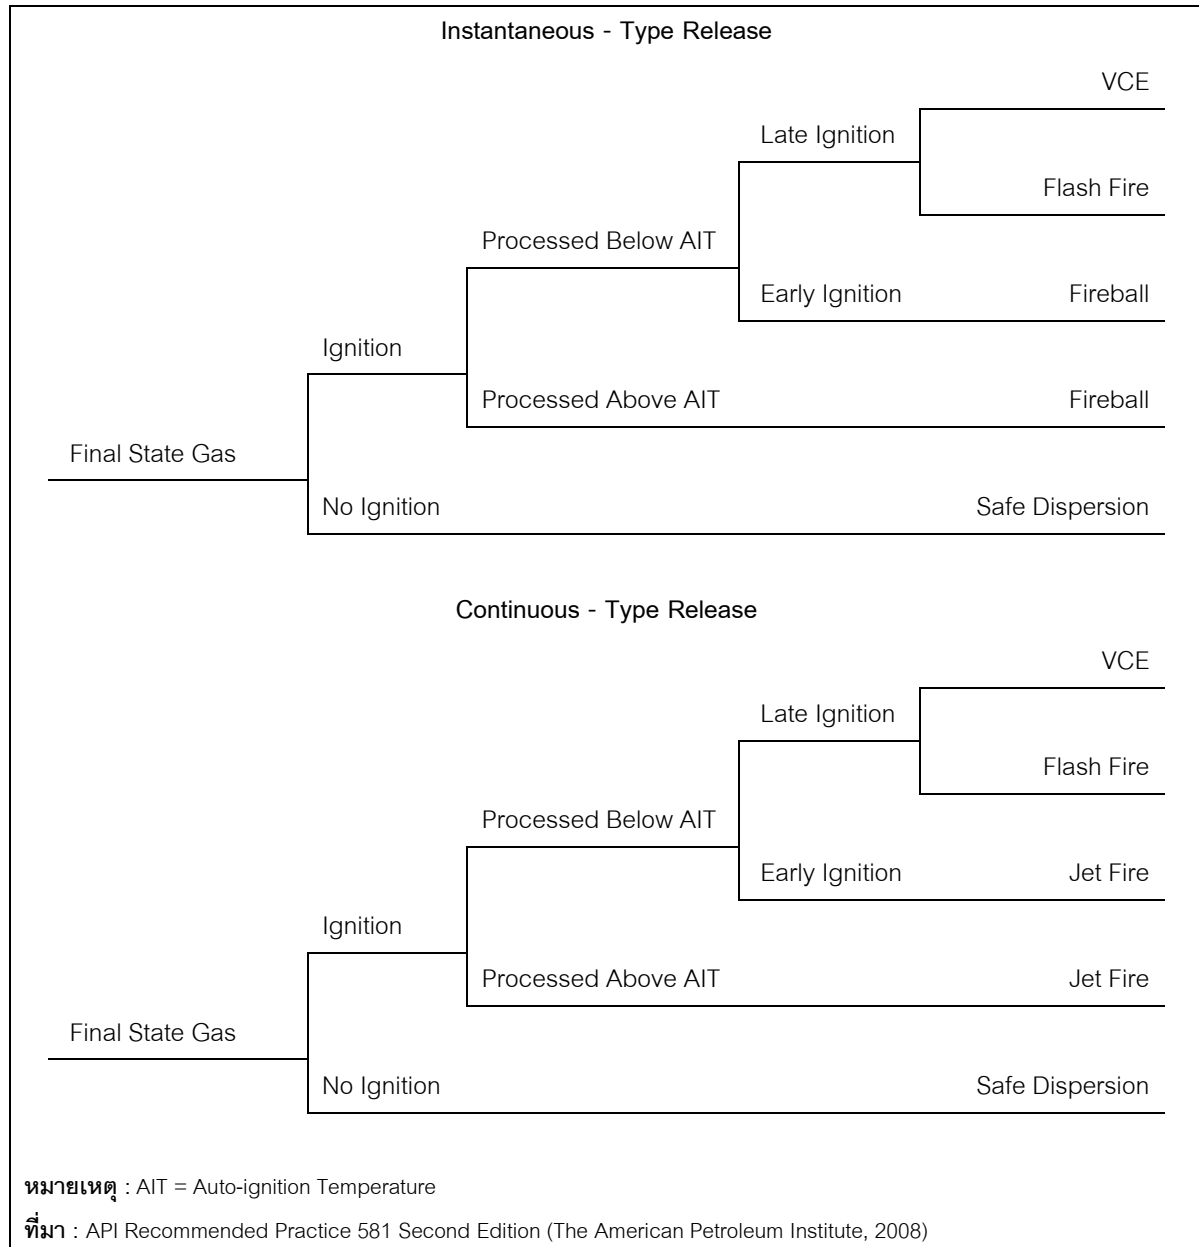 Instantaneous - Type Release
VCE
Late Ignition
Flash Fire
Processed Below AIT
Early Ignition Fireball
Ignition
Processed Above AIT Fireball
Final State Gas
No Ignition Safe Dispersion
Continuous - Type Release
VCE
Late Ignition
Flash Fire
Processed Below AIT
Early Ignition Jet Fire
Ignition
Processed Above AIT Jet Fire
Final State Gas
No Ignition Safe Dispersion
หมายเหตุ : AIT = Auto-ignition Temperature
ที่มา : API Recommended Practice 581 Second Edition (The American Petroleum Institute, 2008)